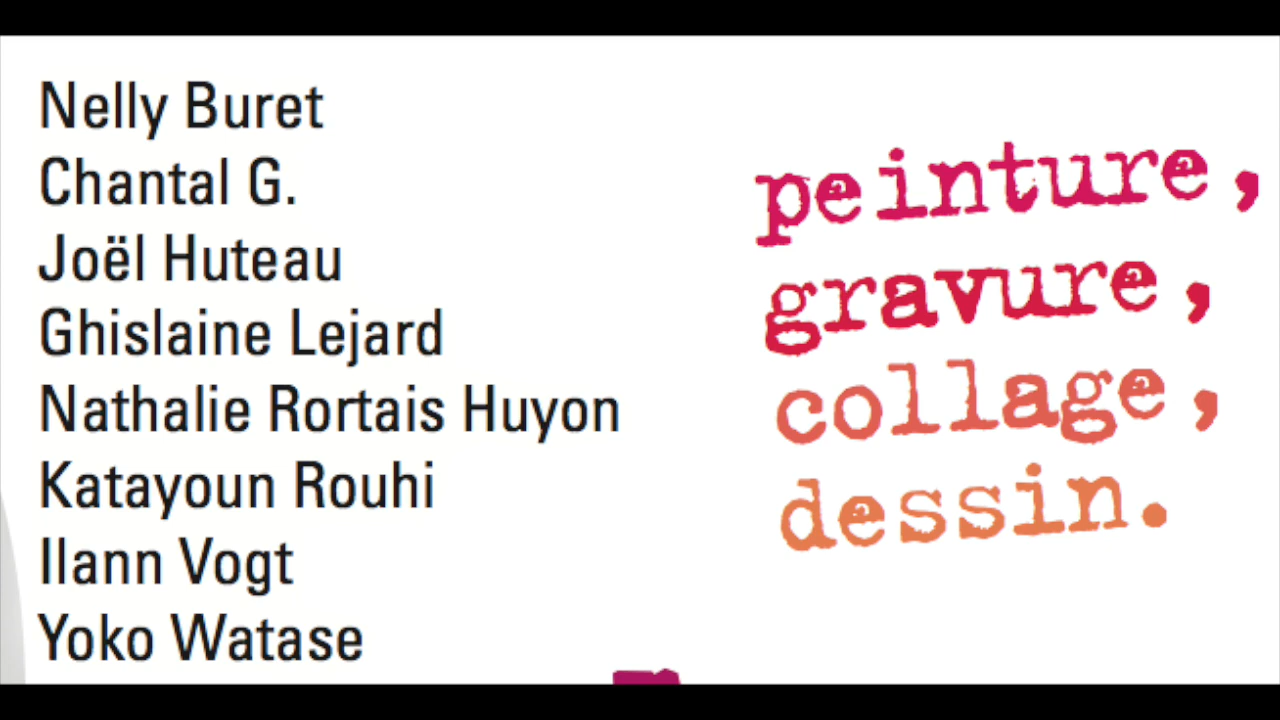 Nelly Buret
Chantal G.
Joël Huteau
Ghislaine Lejard
Nathalie Rortais Huyon
Katayoun Rouhi
Ilann Vogt
Yoko Watase
peinture,
gravure,
collage,
dessin.